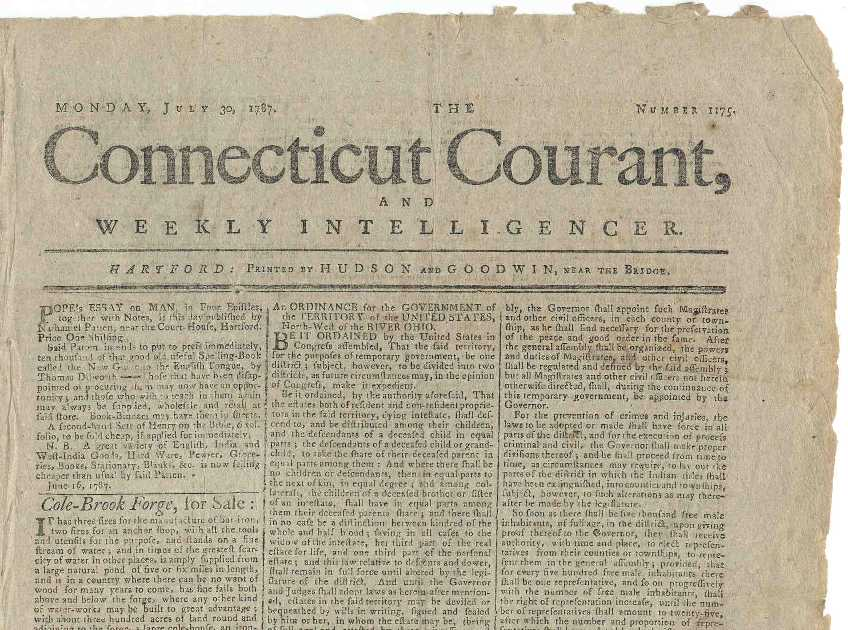 MONDAY, JULY 30, 1787.
THE
NUMBER 1175.
Connecticut Courant,
AND
WEEKLY INTELLIGENCER.
HARTFORD: PRINTED BY HUDSON AND GOODWIN, NEAR THE BRIDGE.
POPE's ESSAY on MAN, in Four Epistles,
together with Notes, is this day published by
Nathaniel Patten, near the Court-House, Hartford.
Price One Shilling.
Said Patten intends to put to press immediately,
ten thousand of that good old useful Spelling-Book
called the New Guide to the English Tongue, by
Thomas Dilworth those that have been disap-
pointed of procuring them may now have an oppor-
tunity; and those who wish to teach in them again
may always be supplied, wholesale and retail at
said store. Book-Binders may have them in sheets.
A second-hand Sett of Henry on the Bible, 6 vol.
folio, to be sold cheap, if applied for immediately.
N. B. A great variety of English, India and
West-India Goods, Hard Ware, Pewter, Groce-
ries, Books, Stationary, Blanks, &c. is now selling
cheaper than usual by said Patten.
June 16, 1787.
Cole-Brook Forge, for Sale:
IT has three fires for the manufacture of bar iron,
two fires for an anchor shop, with all the tools
and utensils for the purpose, and stands on a fine
stream of water; and in times of the greatest scar-
city of water in other places, is amply supplied from
a large natural pond of five or six miles in length,
and is in a country where there can be no want of
wood for many years to come, has fine falls both
above and below the forge, where any other kind
of water-works may be built to great advantage;
with about three hundred acres of land round and
adjoining to the forge, a large cole-house, an iron-
An ORDINANCE for the GOVERNMENT of
the TERRITORY of the UNITED STATES,
North-West of the RIVER OHIO.
BE IT ORDAINED by the United States in
Congress assembled, That the said territory,
for the purposes of temporary government, be one
district; subject, however, to be divided into two
districts, as future circumstances may, in the opinion
of Congress, make it expedient.
Be it ordained, by the authority aforesaid, That
the estates both of resident and non-resident proprie-
tors in the said territory, dying intestate, shall des-
cend to, and be distributed among their children,
and the descendants of a deceased child in equal
parts; the descendants of a deceased child or grand-
child, to take the share of their deceased parent in
equal parts among them: And where there shall be
no children or descendants, then in equal parts to
the next of kin, in equal degree; and among col-
laterals, the children of a deceased brother or sister
of an intestate, shall have in equal parts among
them their deceased parents share; and there shall
in no case be a distinction between kindred of the
whole and half blood; saving in all cases to the
widow of the intestate, her third part of the real
estate for life, and one third part of the personal
estate; and this law relative to descents and dower,
shall remain in full force until altered by the legis-
lature of the district. And until the Governor
and Judges shall adopt laws as herein after mention-
ed, estates in the said territory may be devised or
bequeathed by wills in writing, signed and sealed
by him or her, in whom the estate may be, (being
bly, the Governor shall appoint such Magistrates
and other civil officers, in each county or town-
ship, as he shall find necessary for the preservation
of the peace and good order in the same. After
the general assembly shall be organized, the powers
and duties of Magistrates, and other civil officers,
shall be regulated and defined by the said assembly;
but all Magistrates and other civil officers not herein
otherwise directed, shall, during the continuance of
this temporary government, be appointed by the
Governor.
For the prevention of crimes and injuries, the
laws to be adopted or made shall have force in all
parts of the district, and for the execution of process
criminal and civil, the Governor shall make proper
divisions thereof; and he shall proceed from time to
time, as circumstances may require, to lay out the
parts of the district in which the Indian titles shall
have been extinguished, into counties and townships,
subject, however, to such alterations as may there-
after be made by the legislature.
So soon as there shall be five thousand free male
inhabitants, of full age, in the district, upon giving
proof thereof to the Governor, they shall receive
authority, with time and place, to elect represen-
tatives from their counties or townships, to repre-
sent them in the general assembly; provided, that
for every five hundred free male inhabitants there
shall be one representative, and so on progressively
with the number of free male inhabitants, shall
the right of representation increase, until the num-
ber of representatives shall amount to twenty-five,
after which the number and proportion of repre-